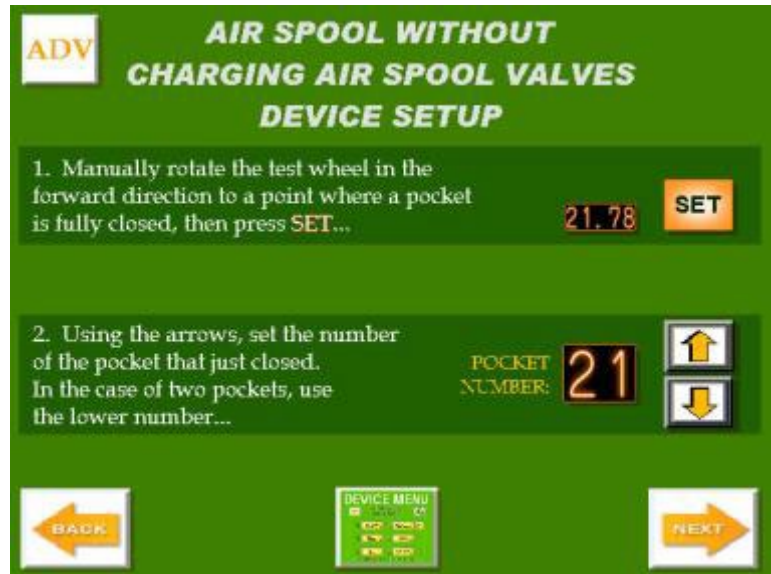 ADV
AIR SPOOL WITHOUT
CHARGING AIR SPOOL VALVES
DEVICE SETUP
1. Manually rotate the test wheel in the
forward direction to a point where a pocket
is fully closed, then press SET...
21.78
SET
2. Using the arrows, set the number
of the pocket that just closed.
In the case of two pockets, use
the lower number...
POCKET
NUMBER:
21
BACK
DEVICE MENU
NEXT